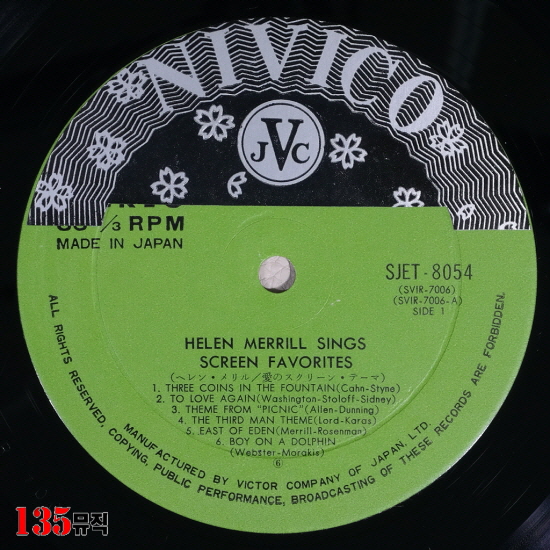 NIVICO
JVC
33 1/3 RPM
MADE IN JAPAN
SJET-8054
(SVIR-7006)
(SVIR-7006-A)
SIDE 1
HELEN MERRILL SINGS
SCREEN FAVORITES
(ヘレン・メリル/愛のスクリーン・テーマ)
1. THREE COINS IN THE FOUNTAIN(Cahn-Styne)
2. TO LOVE AGAIN(Washington-Stoloff-Sidney)
3. THEME FROM "PICNIC"(Allen-Dunning)
4. THE THIRD MAN THEME(Lord-Karas)
5. EAST OF EDEN(Merrill-Rosenman)
6. BOY ON A DOLPHIN
(Webster-Morakis)
6
MANUFACTURED BY VICTOR COMPANY OF JAPAN, LTD.
ALL RIGHTS RESERVED, COPYING, PUBLIC PERFORMANCE, BROADCASTING OF THESE RECORDS ARE FORBIDDEN.
135뮤직